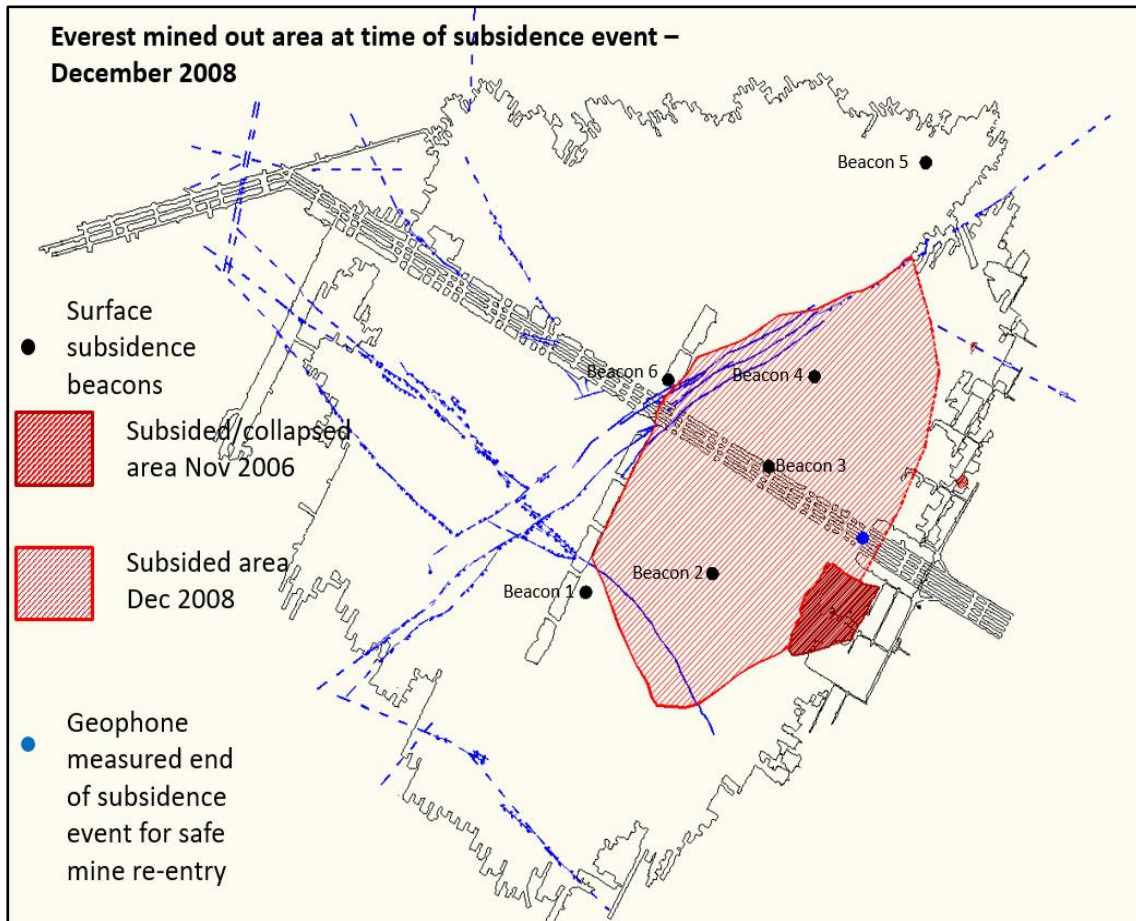 Everest mined out area at time of subsidence event –
December 2008
Beacon 5
Surface
subsidence
beacons
Beacon 6
Beacon 4
Subsided/collapsed
area Nov 2006
Beacon 3
Subsided area
Dec 2008
Beacon 2
Beacon 1
Geophone
measured end
of subsidence
event for safe
mine re-entry